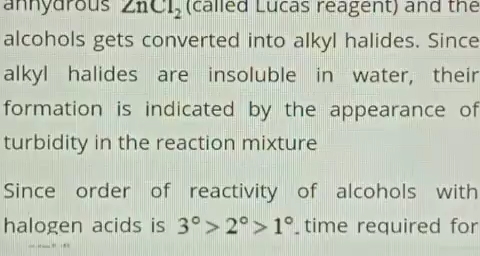 anhydrous ZnCl₂ (called Lucas reagent) and the
alcohols gets converted into alkyl halides. Since
alkyl halides are insoluble in water, their
formation is indicated by the appearance of
turbidity in the reaction mixture
Since order of reactivity of alcohols with
halogen acids is 3° > 2° > 1°. time required for